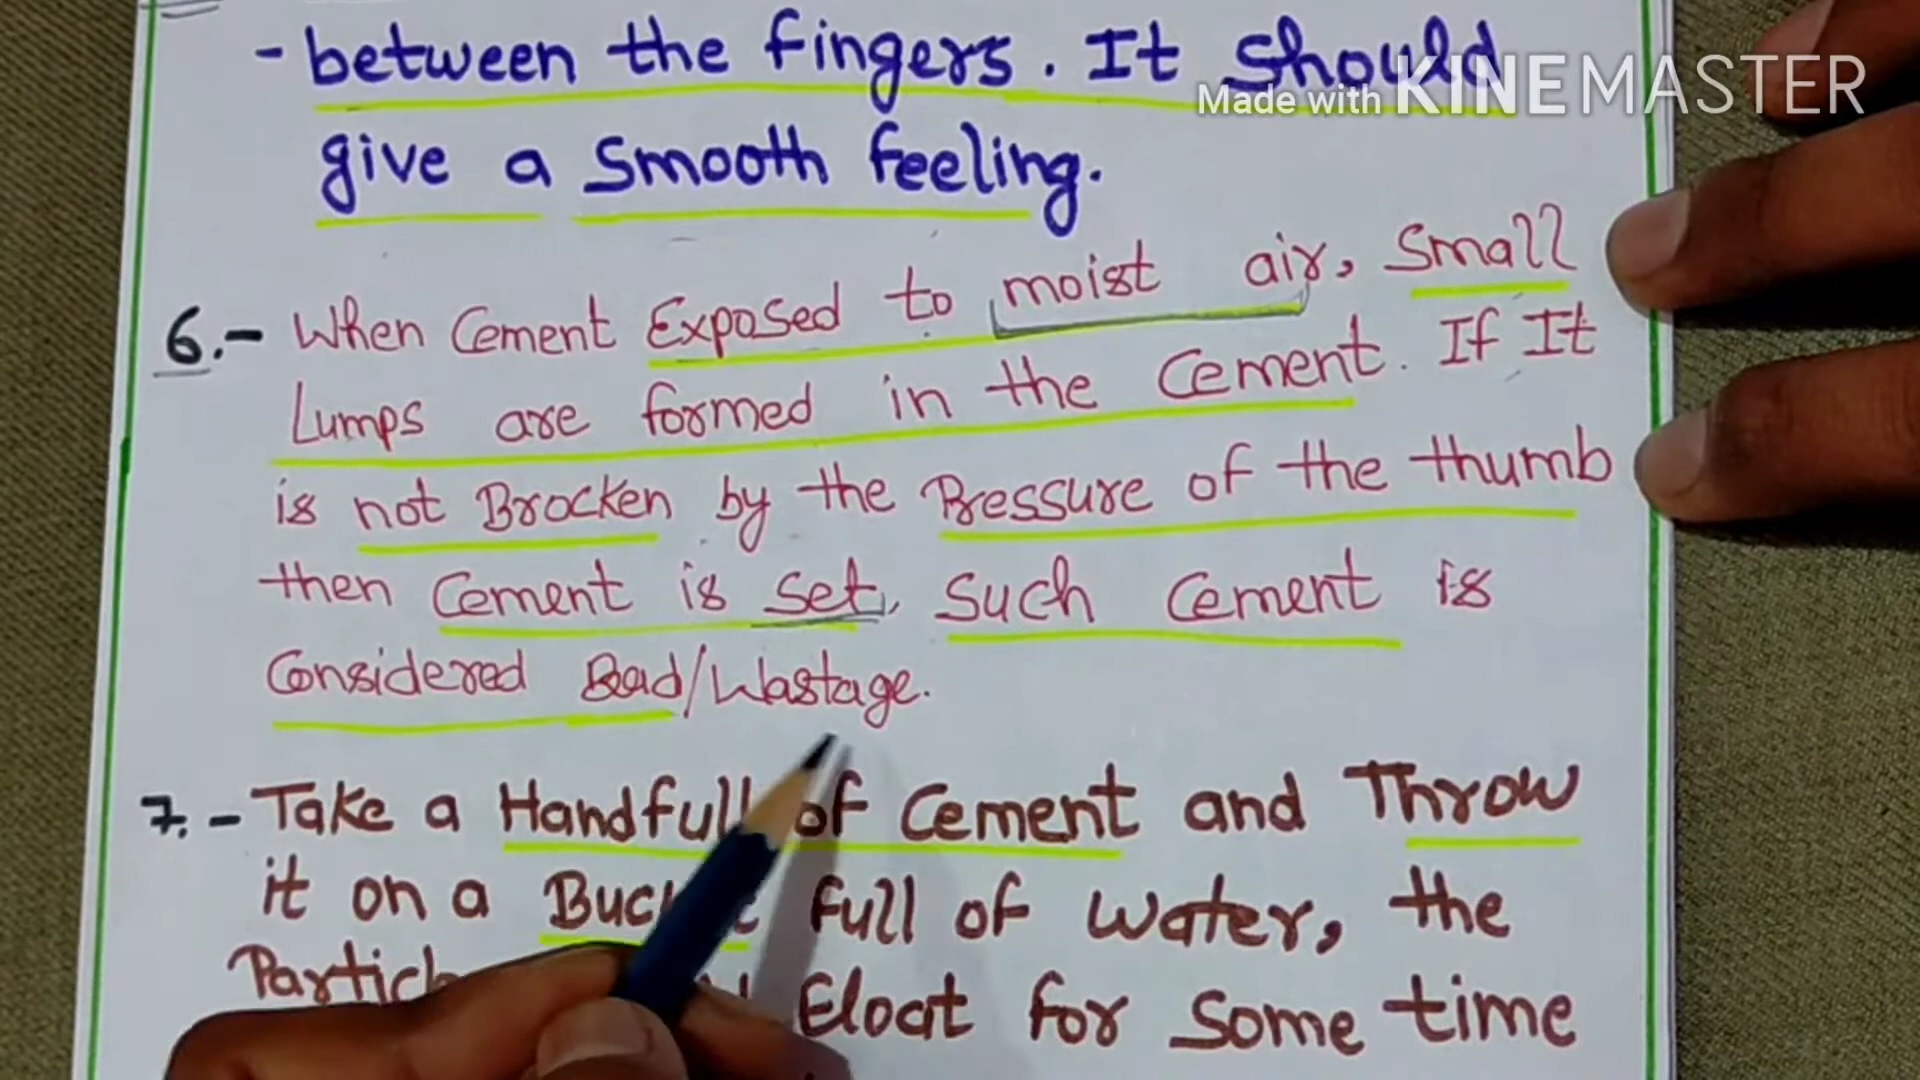 - between the fingers. It should
Made with KINEMASTER
give a smooth feeling.
6.- When Cement Exposed to moist air, Small
Lumps are formed in the Cement. If It
is not Brocken by the Pressure of the thumb
then Cement is set, Such Cement is
Considered Bad/Wastage.
7.- Take a Handfull of Cement and Throw
it on a full of water, the
Float for Some time